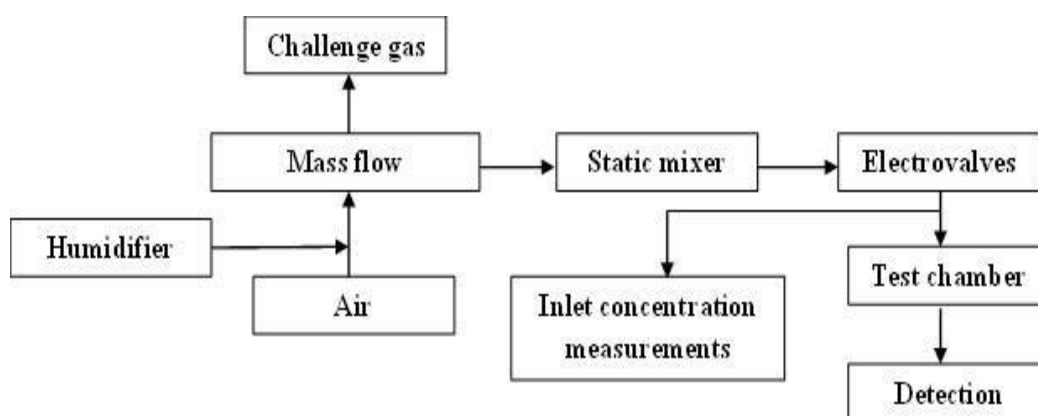 Challenge gas
Mass flow
Static mixer
Electrovalves
Humidifier
Air
Inlet concentration
measurements
Test chamber
Detection